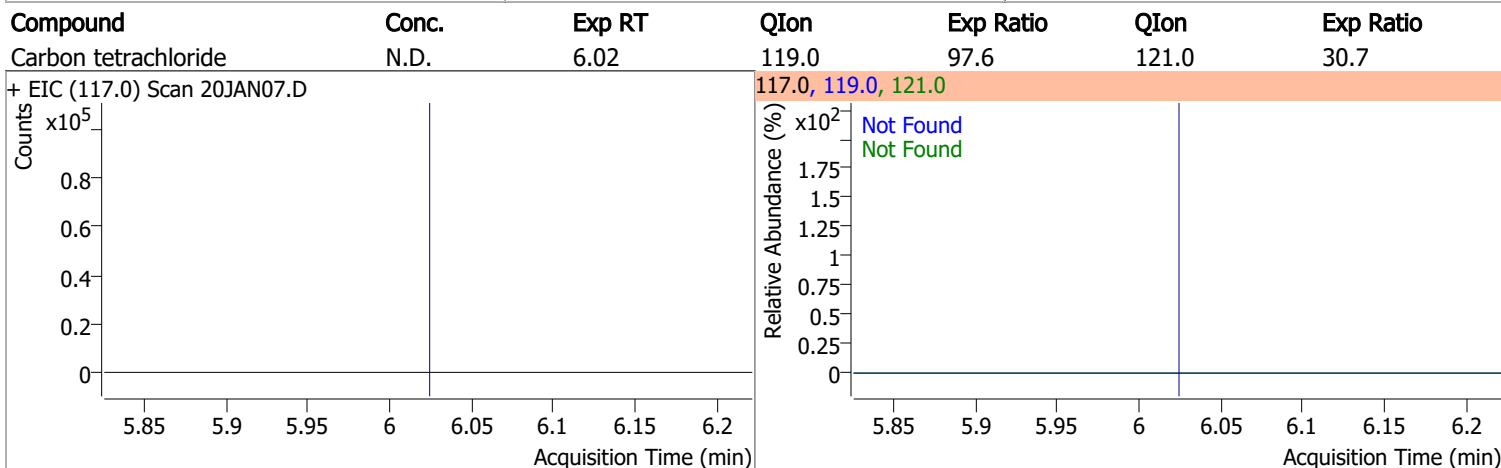 Compound Conc. Exp RT QIon Exp Ratio QIon Exp Ratio
Carbon tetrachloride N.D. 6.02 119.0 97.6 121.0 30.7
+ EIC (117.0) Scan 20JAN07.D
Counts
x10^5
0.8
0.6
0.4
0.2
0
5.85 5.9 5.95 6 6.05 6.1 6.15 6.2
Acquisition Time (min)
117.0, 119.0, 121.0
Relative Abundance (%)
x10^2
Not Found
Not Found
1.75
1.5
1.25
1
0.75
0.5
0.25
0
5.85 5.9 5.95 6 6.05 6.1 6.15 6.2
Acquisition Time (min)